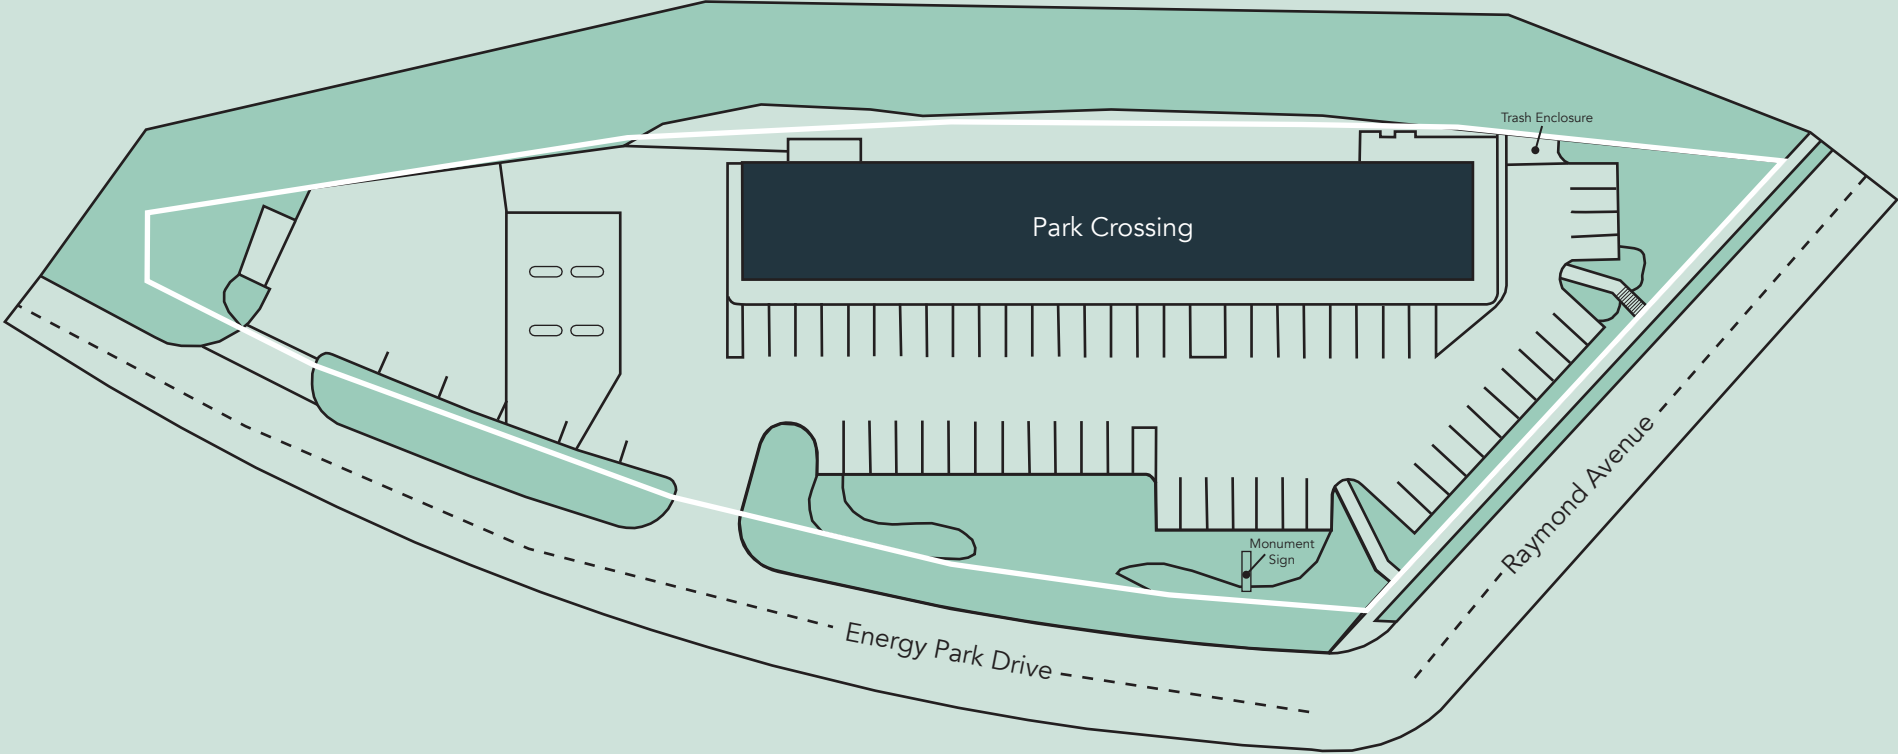 Trash Enclosure
Park Crossing
Raymond Avenue
Monument
Sign
Energy Park Drive